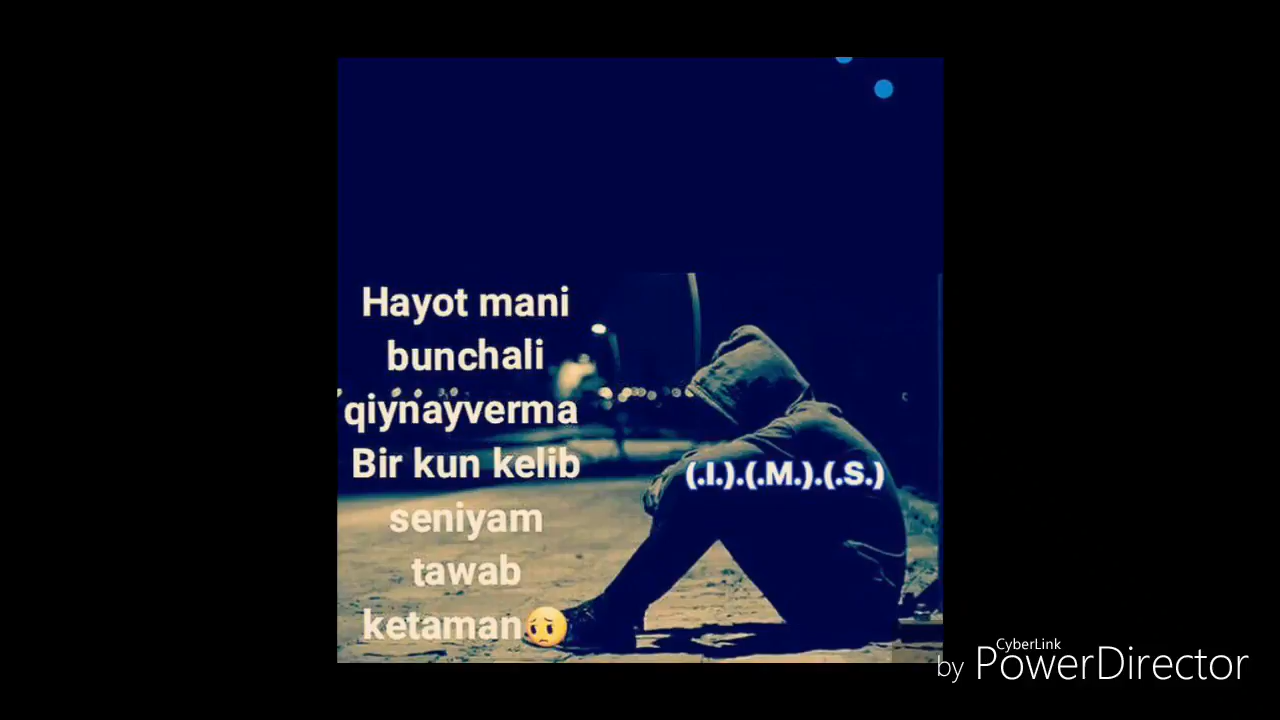 Hayot mani
bunchali
qiynayverma
Bir kun kelib
seniyam
tawab
ketaman😔
(.I.).(.M.).(.S.)
CyberLink
by PowerDirector